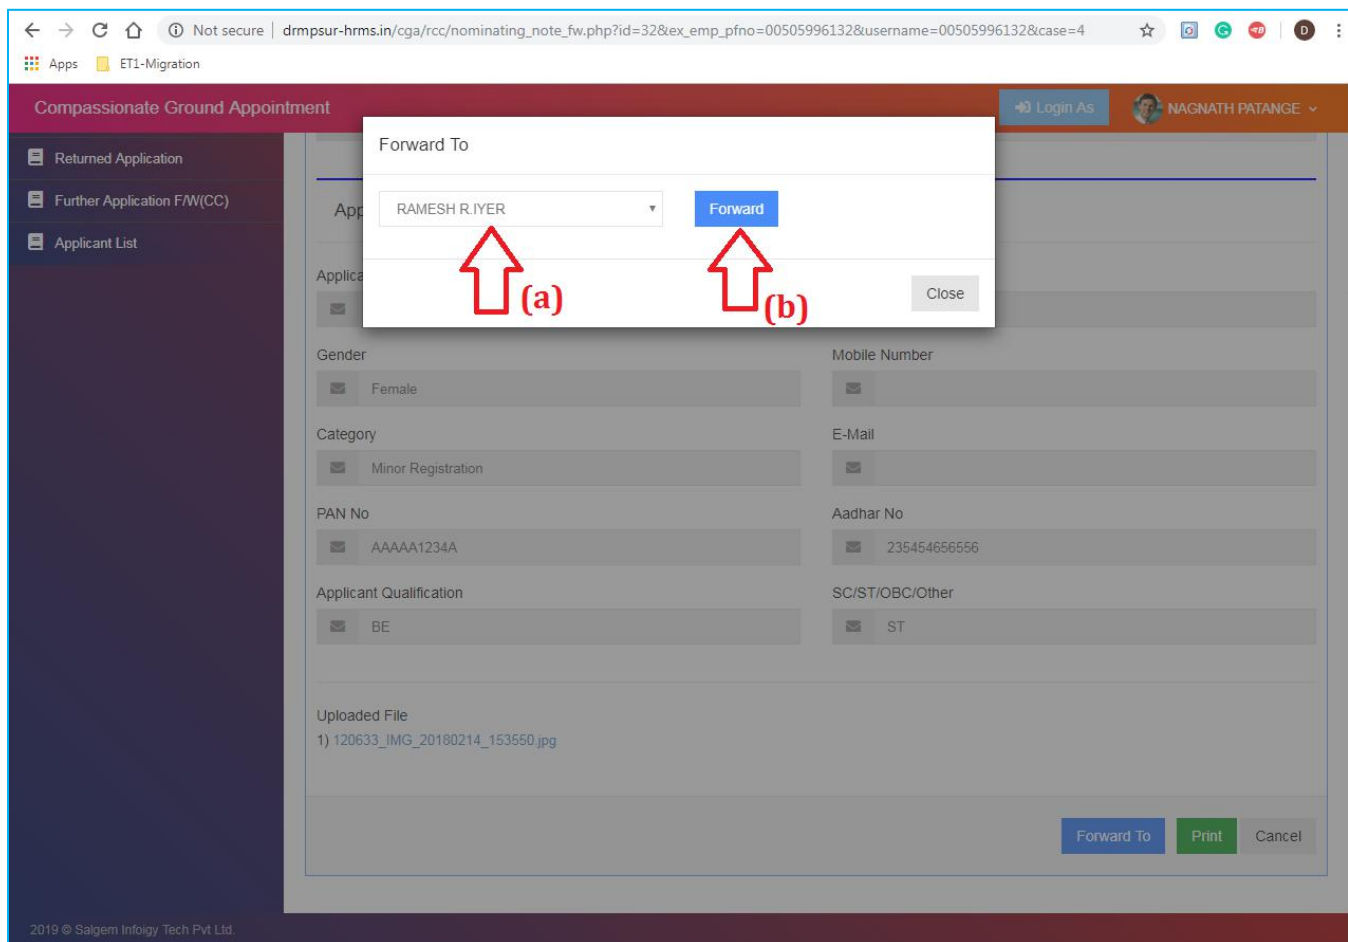 Not secure | drmpsur-hrms.in/cga/rcc/nominating_note_fw.php?id=32&ex_emp_pfno=00505996132&username=00505996132&case=4
D
Apps ET1-Migration
Compassionate Ground Appointment
Login As
NAGNATH PATANGE
Returned Application
Further Application F/W(CC)
Applicant List
Forward To
RAMESH R.IYER
Forward
(a)
(b)
Close
App
Applica
Gender
Mobile Number
Female
Category
E-Mail
Minor Registration
PAN No
Aadhar No
AAAAA1234A
235454656556
Applicant Qualification
SC/ST/OBC/Other
BE
ST
Uploaded File
1) 120633_IMG_20180214_153550.jpg
Forward To
Print
Cancel
2019 © Salgem Infoigy Tech Pvt Ltd.